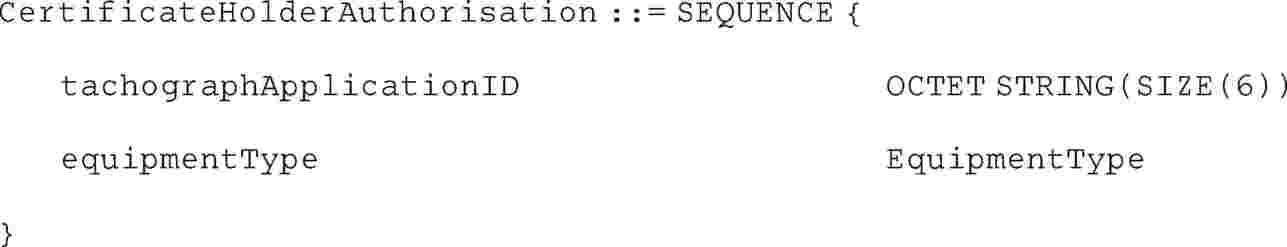 CertificateHolderAuthorisation ::= SEQUENCE {
tachographApplicationID OCTET STRING(SIZE(6))
equipmentType EquipmentType
}